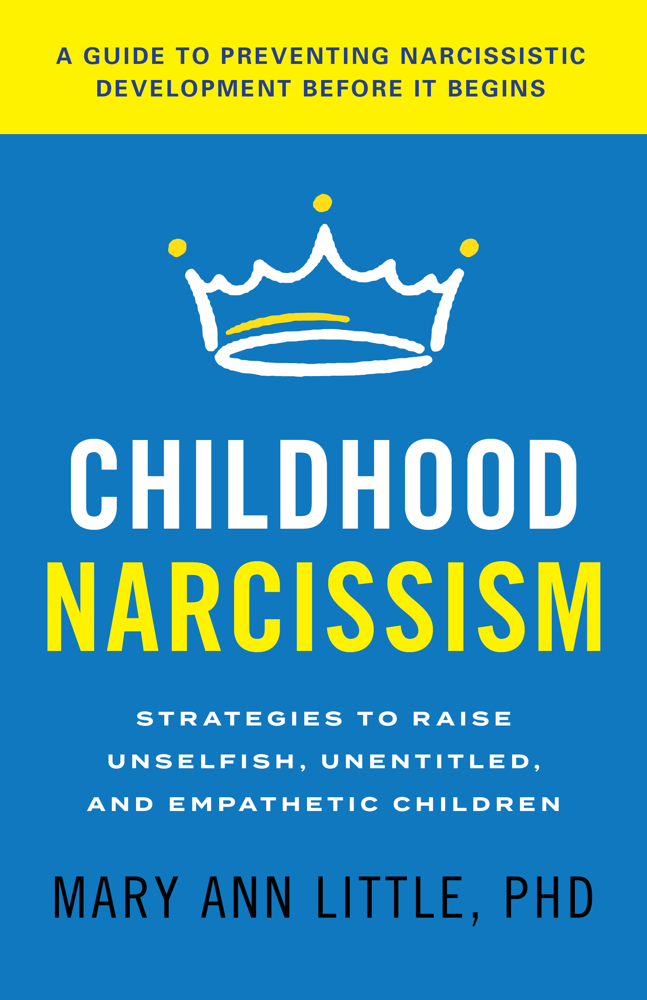 A GUIDE TO PREVENTING NARCISSISTIC
DEVELOPMENT BEFORE IT BEGINS
CHILDHOOD
NARCISSISM
STRATEGIES TO RAISE
UNSELFISH, UNENTITLED,
AND EMPATHETIC CHILDREN
MARY ANN LITTLE, PHD